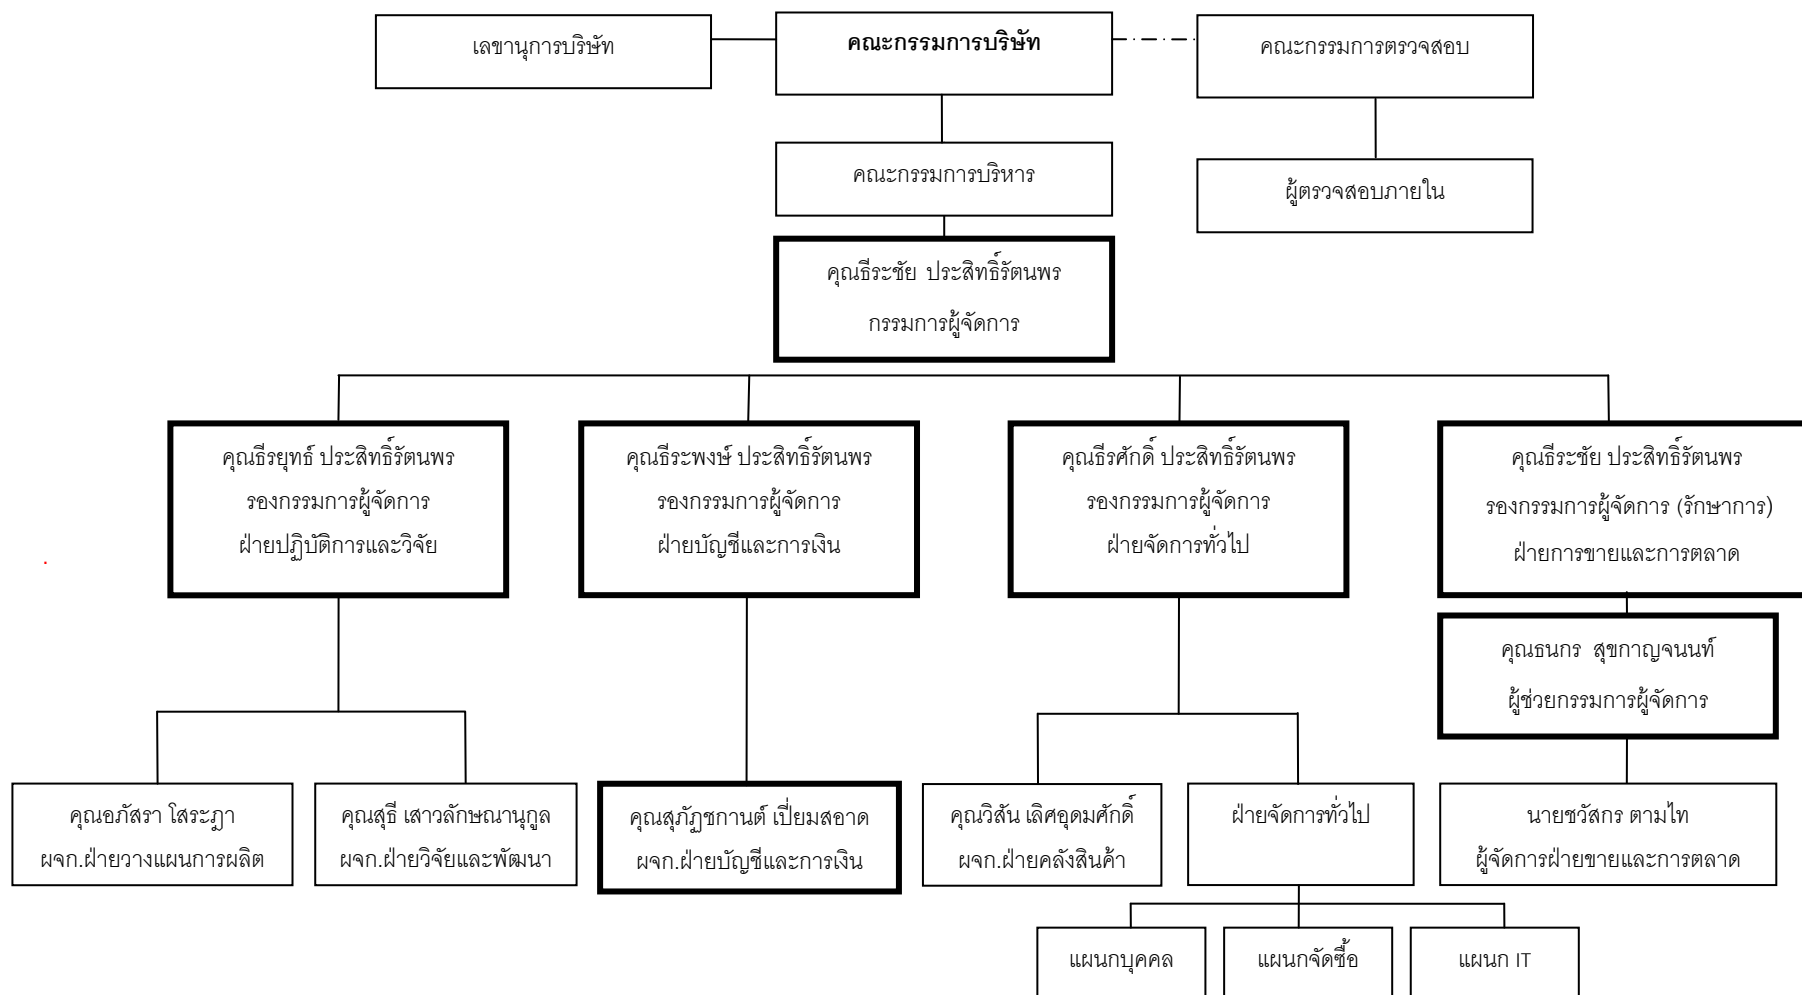 เลขานุการบริษัท
คณะกรรมการบริษัท
คณะกรรมการตรวจสอบ
คณะกรรมการบริหาร
ผู้ตรวจสอบภายใน
คุณธีระชัย ประสิทธิ์รัตนพร
กรรมการผู้จัดการ
คุณธีรยุทธ์ ประสิทธิ์รัตนพร
รองกรรมการผู้จัดการ
ฝ่ายปฏิบัติการและวิจัย
คุณธีระพงษ์ ประสิทธิ์รัตนพร
รองกรรมการผู้จัดการ
ฝ่ายบัญชีและการเงิน
คุณธีรศักดิ์ ประสิทธิ์รัตนพร
รองกรรมการผู้จัดการ
ฝ่ายจัดการทั่วไป
คุณธีระชัย ประสิทธิ์รัตนพร
รองกรรมการผู้จัดการ (รักษาการ)
ฝ่ายการขายและการตลาด
คุณธนกร สุขกาญจนนท์
ผู้ช่วยกรรมการผู้จัดการ
คุณอภัสรา โสระฎา
ผจก.ฝ่ายวางแผนการผลิต
คุณสุธี เสาวลักษณานุกูล
ผจก.ฝ่ายวิจัยและพัฒนา
คุณสุภัฏชกานต์ เปี่ยมสอาด
ผจก.ฝ่ายบัญชีและการเงิน
คุณวิสัน เลิศอุดมศักดิ์
ผจก.ฝ่ายคลังสินค้า
ฝ่ายจัดการทั่วไป
นายชวัสกร ตามไท
ผู้จัดการฝ่ายขายและการตลาด
แผนกบุคคล
แผนกจัดซื้อ
แผนก IT